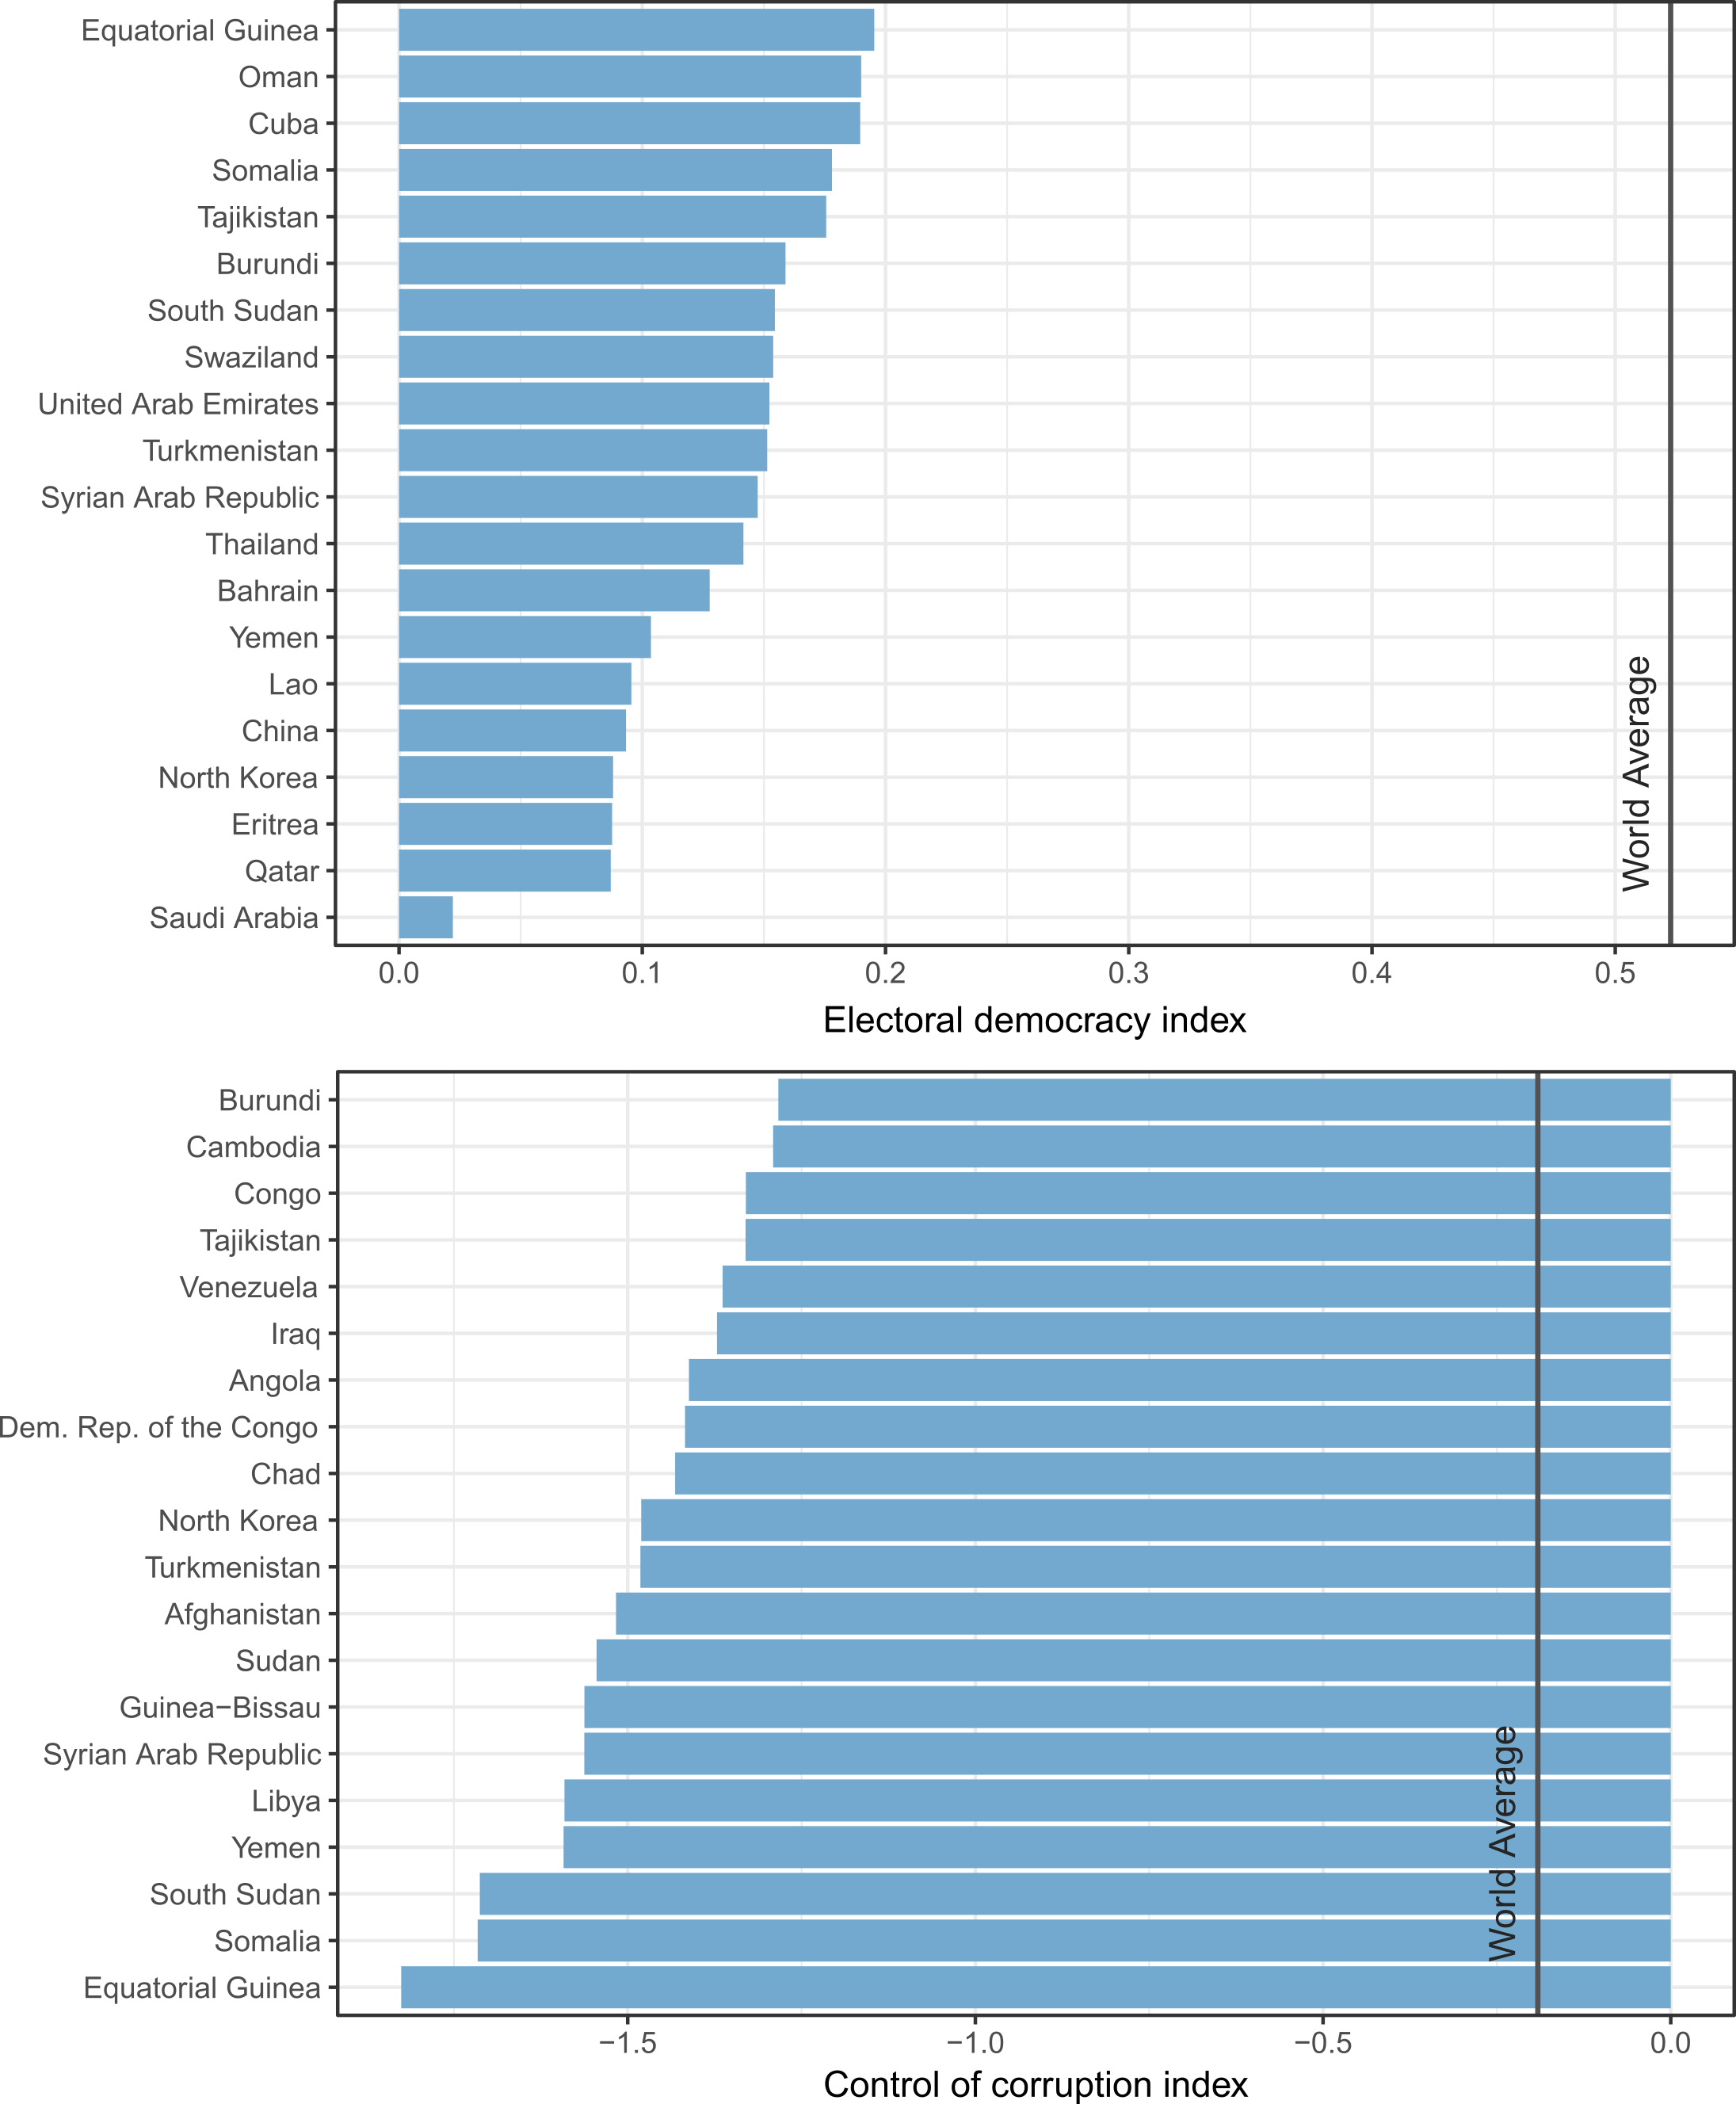 Equatorial Guinea
Oman
Cuba
Somalia
Tajikistan
Burundi
South Sudan
Swaziland
United Arab Emirates
Turkmenistan
Syrian Arab Republic
Thailand
Bahrain
Yemen
Lao
China
North Korea
Eritrea
Qatar
Saudi Arabia
World Average
0.0 0.1 0.2 0.3 0.4 0.5
Electoral democracy index
Burundi
Cambodia
Congo
Tajikistan
Venezuela
Iraq
Angola
Dem. Rep. of the Congo
Chad
North Korea
Turkmenistan
Afghanistan
Sudan
Guinea−Bissau
Syrian Arab Republic
Libya
Yemen
South Sudan
Somalia
Equatorial Guinea
World Average
−1.5 −1.0 −0.5 0.0
Control of corruption index